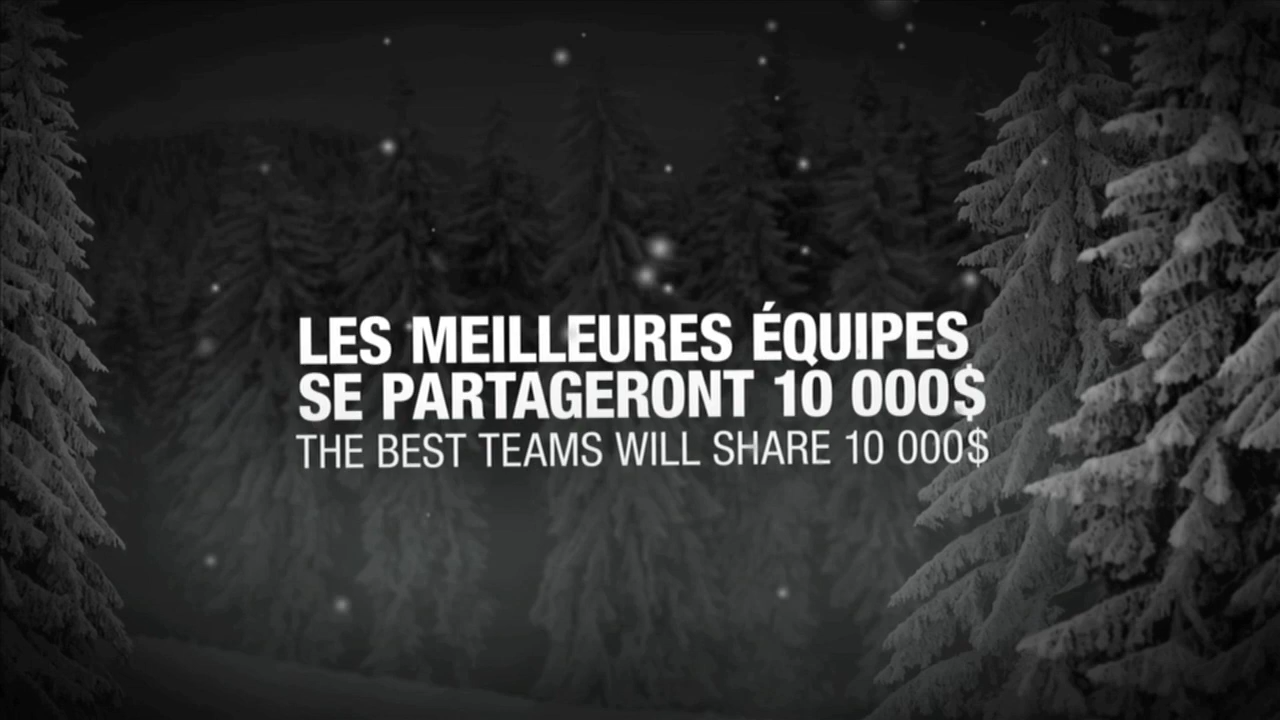 LES MEILLEURES ÉQUIPES
SE PARTAGERONT 10 000$
THE BEST TEAMS WILL SHARE 10 000$